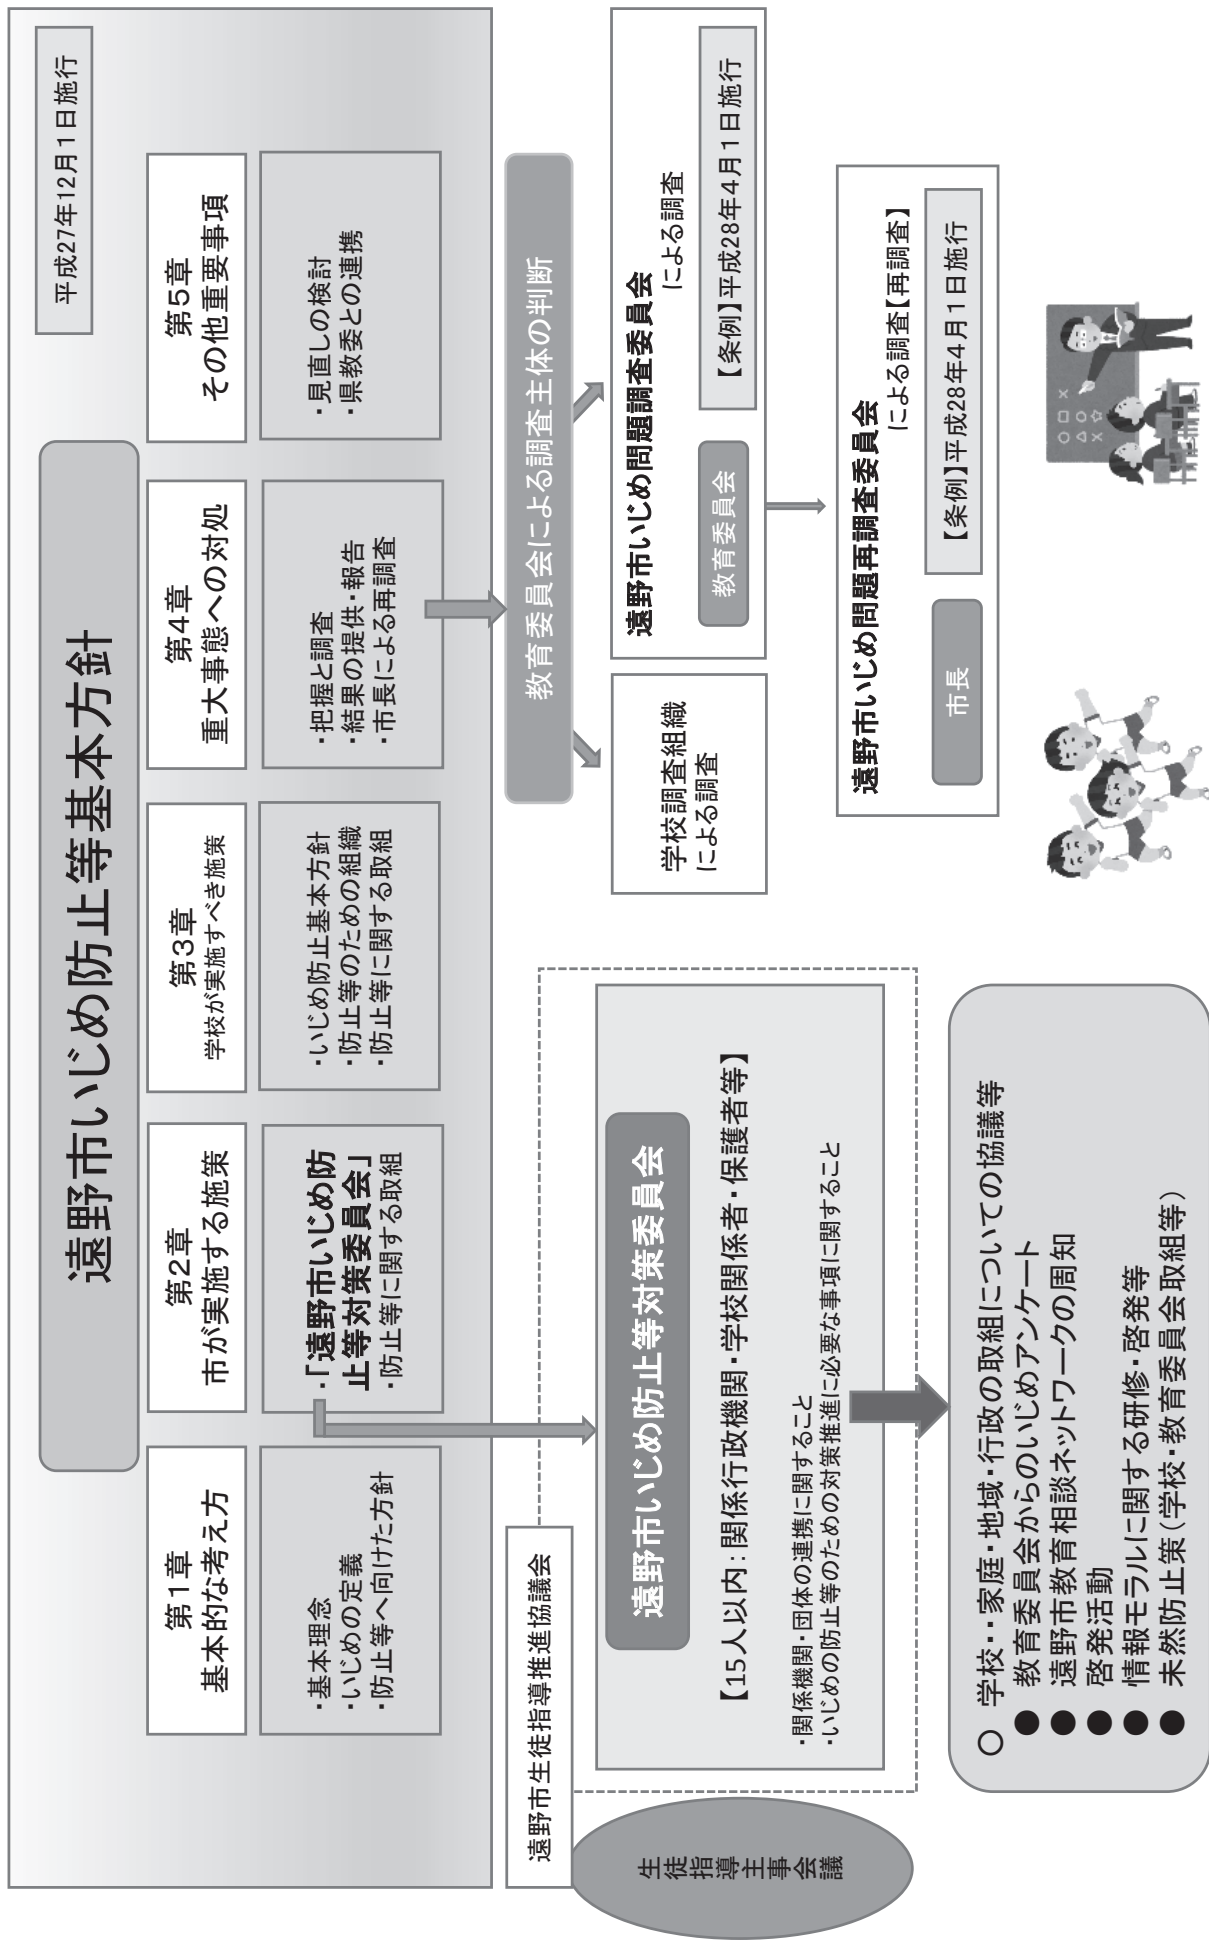 遠野市いじめ防止等基本方針
平成27年12月1日施行
第1章
基本的な考え方
・基本理念
・いじめの定義
・防止等へ向けた方針
第2章
市が実施する施策
・「遠野市いじめ防
止等対策委員会」
・防止等に関する取組
第3章
学校が実施すべき施策
・いじめ防止基本方針
・防止等のための組織
・防止等に関する取組
第4章
重大事態への対処
・把握と調査
・結果の提供・報告
・市長による再調査
第5章
その他重要事項
・見直しの検討
・県教委との連携
遠野市生徒指導推進協議会
生徒指導主事会議
遠野市いじめ防止等対策委員会
【15人以内:関係行政機関・学校関係者・保護者等】
・関係機関・団体の連携に関すること
・いじめの防止等のための対策推進に必要な事項に関すること
○ 学校・・家庭・地域・行政の取組についての協議等
● 教育委員会からのいじめアンケート
● 遠野市教育相談ネットワークの周知
● 啓発活動
● 情報モラルに関する研修・啓発等
● 未然防止策(学校・教育委員会取組等)
教育委員会による調査主体の判断
学校調査組織
による調査
遠野市いじめ問題調査委員会
による調査
教育委員会
【条例】平成28年4月1日施行
遠野市いじめ問題再調査委員会
による調査【再調査】
市長
【条例】平成28年4月1日施行